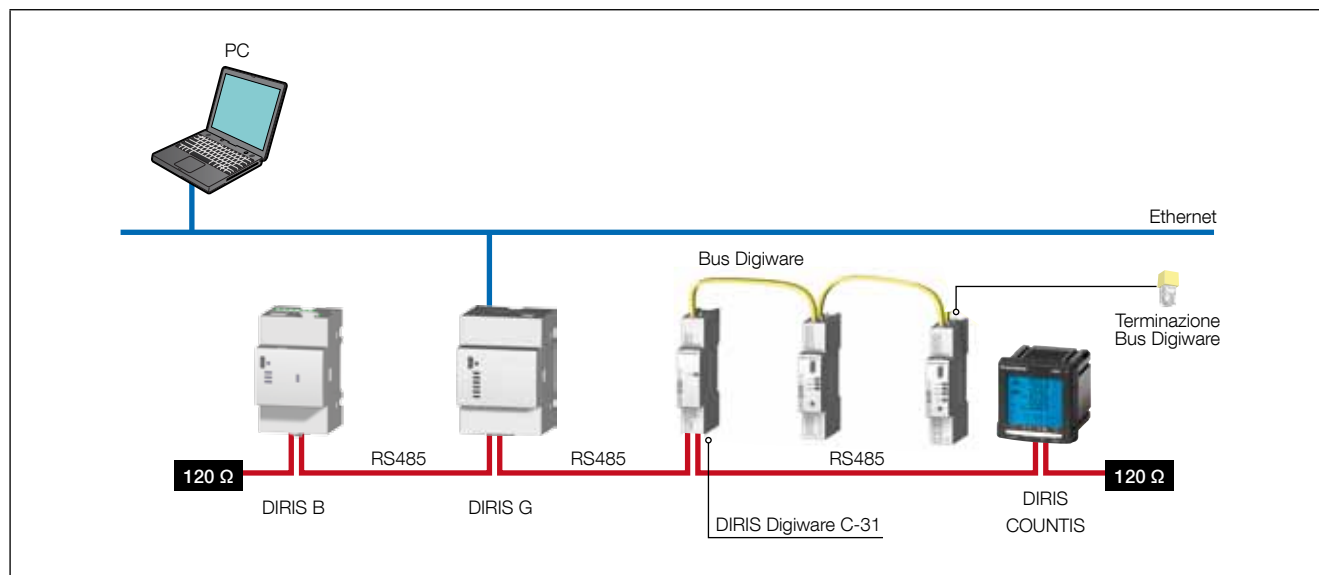 PC
Ethernet
Bus Digiware
Terminazione
Bus Digiware
RS485
RS485
RS485
120 Ω
120 Ω
DIRIS B
DIRIS G
DIRIS Digiware C-31
DIRIS
COUNTIS